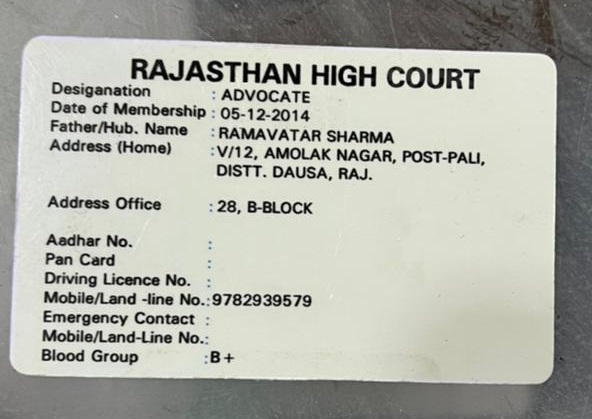 RAJASTHAN HIGH COURT
Desiganation : ADVOCATE
Date of Membership : 05-12-2014
Father/Hub. Name : RAMAVATAR SHARMA
Address (Home) : V/12, AMOLAK NAGAR, POST-PALI,
DISTT. DAUSA, RAJ.
Address Office : 28, B-BLOCK
Aadhar No. :
Pan Card :
Driving Licence No. :
Mobile/Land -line No.:9782939579
Emergency Contact :
Mobile/Land-Line No.:
Blood Group :B+